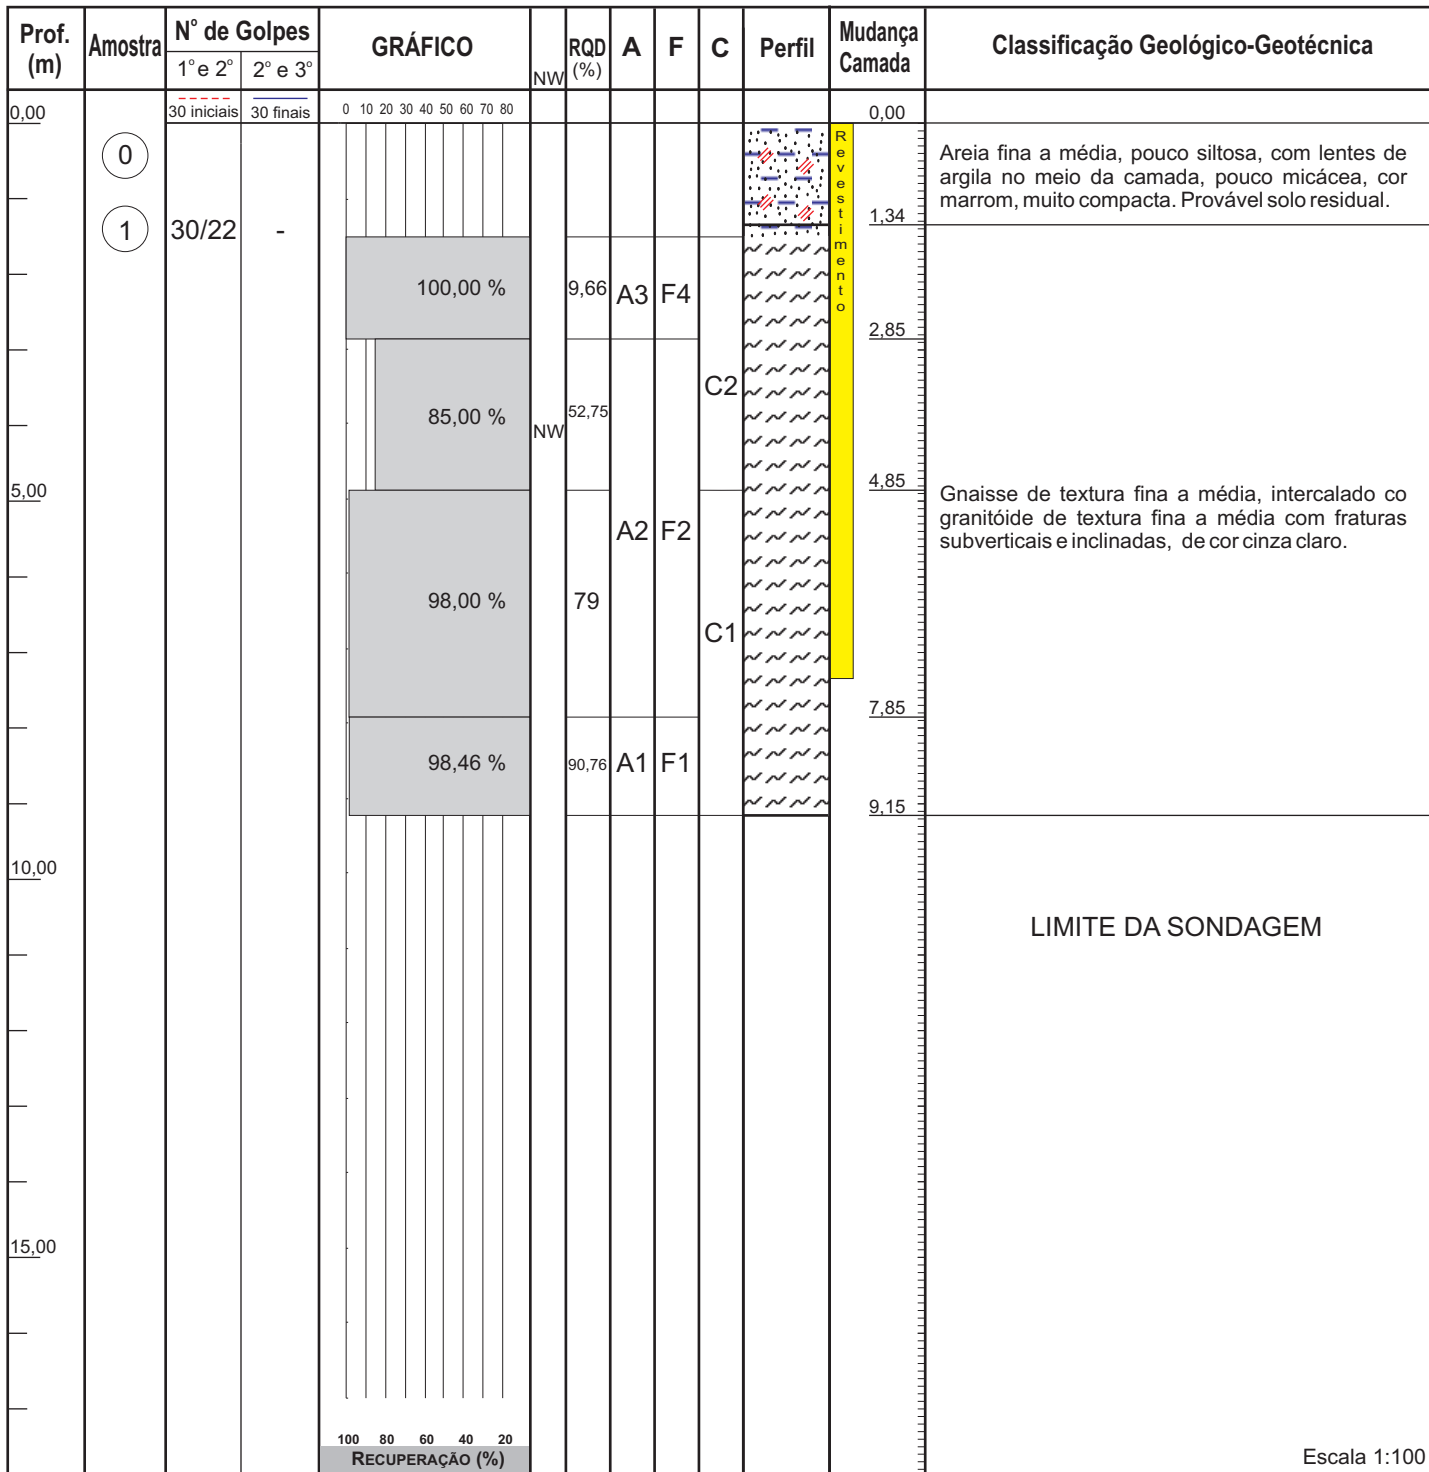 Prof. (m) Amostra N° de Golpes GRÁFICO NW RQD (%) A F C Perfil Mudança Camada Classificação Geológico-Geotécnica
1° e 2° 2° e 3°
30 iniciais 30 finais 0 10 20 30 40 50 60 70 80
0,00 0,00
0
Areia fina a média, pouco siltosa, com lentes de
argila no meio da camada, pouco micácea, cor
marrom, muito compacta. Provável solo residual.
Revestimento
1,34
1 30/22 -
100,00 % 9,66 A3 F4
2,85
C2
85,00 % NW 52,75
4,85
5,00
Gnaisse de textura fina a média, intercalado co
granitóide de textura fina a média com fraturas
subverticais e inclinadas, de cor cinza claro.
A2 F2
98,00 % 79
C1
7,85
98,46 % 90,76 A1 F1
9,15
10,00
LIMITE DA SONDAGEM
15,00
100 80 60 40 20
RECUPERAÇÃO (%)
Escala 1:100